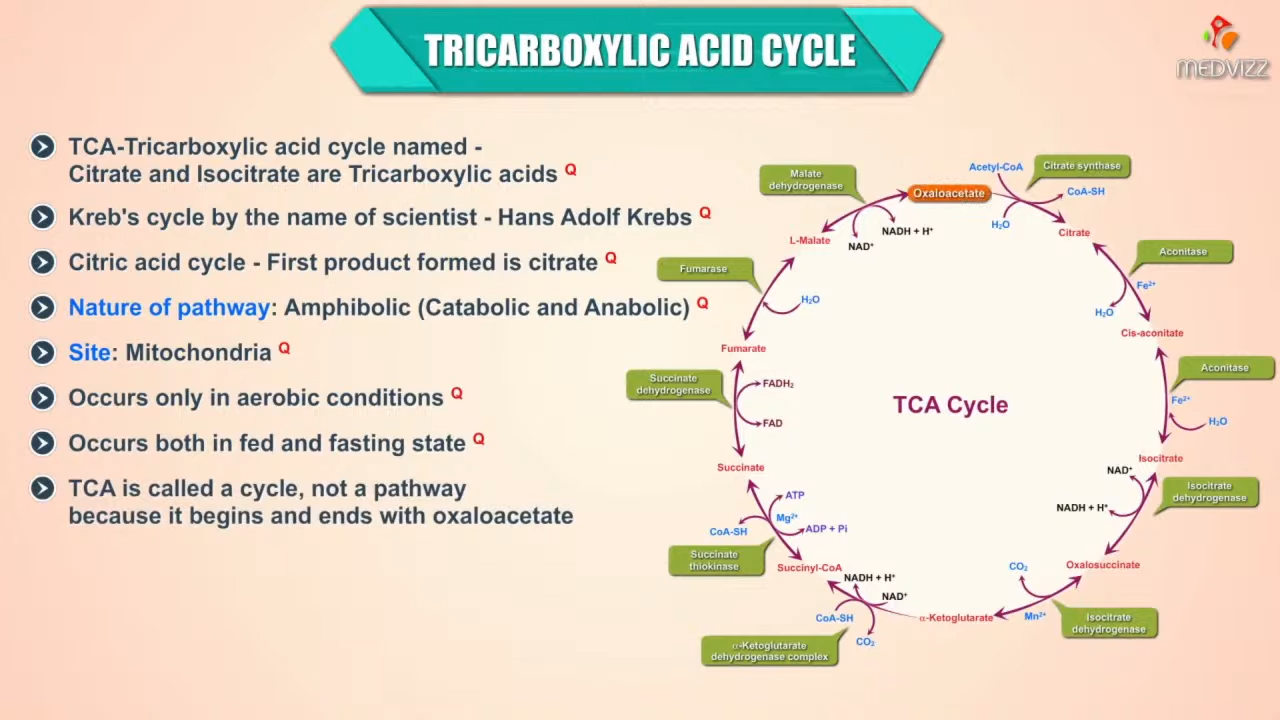 TRICARBOXYLIC ACID CYCLE
MEDVIZZ
TCA-Tricarboxylic acid cycle named -
Citrate and Isocitrate are Tricarboxylic acids Q
Kreb's cycle by the name of scientist - Hans Adolf Krebs Q
Citric acid cycle - First product formed is citrate Q
Nature of pathway: Amphibolic (Catabolic and Anabolic) Q
Site: Mitochondria Q
Occurs only in aerobic conditions Q
Occurs both in fed and fasting state Q
TCA is called a cycle, not a pathway
because it begins and ends with oxaloacetate
TCA Cycle
Oxaloacetate
Acetyl-CoA
Citrate synthase
CoA-SH
H₂O
Citrate
Aconitase
Fe²⁺
H₂O
Cis-aconitate
Aconitase
Fe²⁺
H₂O
Isocitrate
NAD⁺
Isocitrate
dehydrogenase
NADH + H⁺
Oxalosuccinate
CO₂
Mn²⁺
Isocitrate
dehydrogenase
α-Ketoglutarate
NADH + H⁺
NAD⁺
CoA-SH
CO₂
α-Ketoglutarate
dehydrogenase complex
Succinyl-CoA
ATP
Mg²⁺
ADP + Pi
CoA-SH
Succinate
thiokinase
Succinate
FADH₂
FAD
Succinate
dehydrogenase
Fumarate
H₂O
Fumarase
L-Malate
NAD⁺
NADH + H⁺
Malate
dehydrogenase